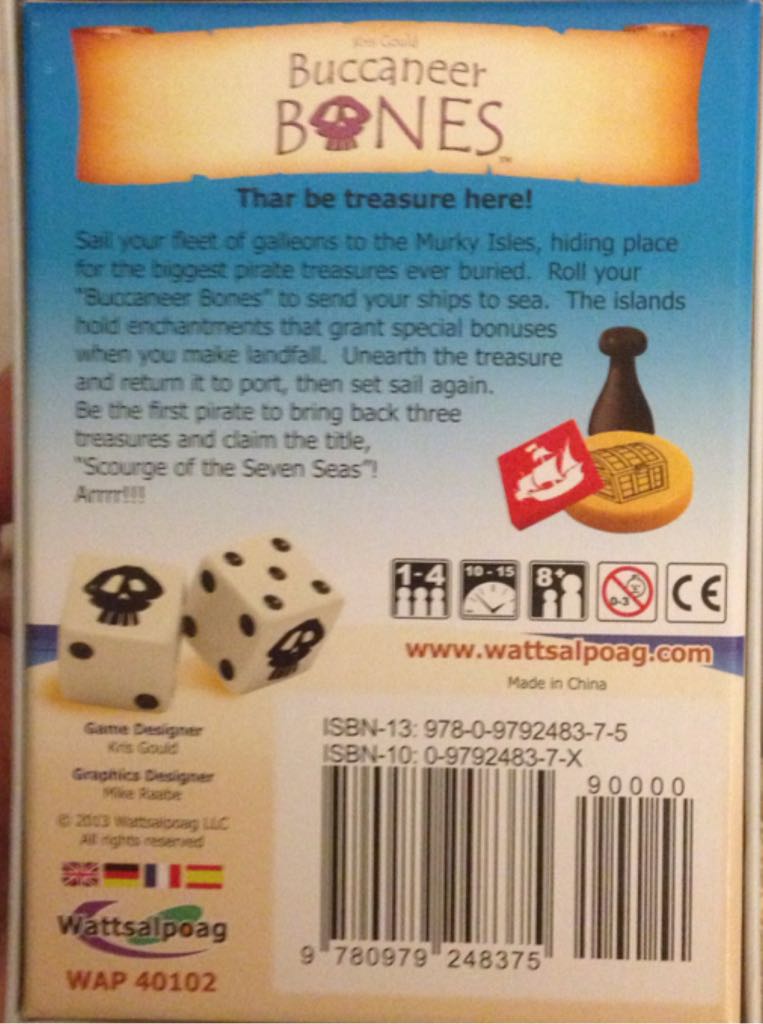 Kris Gould
Buccaneer
BONES™
Thar be treasure here!
Sail your fleet of galleons to the Murky Isles, hiding place
for the biggest pirate treasures ever buried. Roll your
"Buccaneer Bones" to send your ships to sea. The islands
hold enchantments that grant special bonuses
when you make landfall. Unearth the treasure
and return it to port, then set sail again.
Be the first pirate to bring back three
treasures and claim the title,
"Scourge of the Seven Seas"!
Arrrr!!!
1-4 10-15 8+ 0-3 CE
www.wattsalpoag.com
Made in China
Game Designer
Kris Gould
Graphics Designer
Mike Raabe
© 2013 Wattsalpoag LLC
All rights reserved
Wattsalpoag
WAP 40102
ISBN-13: 978-0-9792483-7-5
ISBN-10: 0-9792483-7-X
90000
9 780979 248375